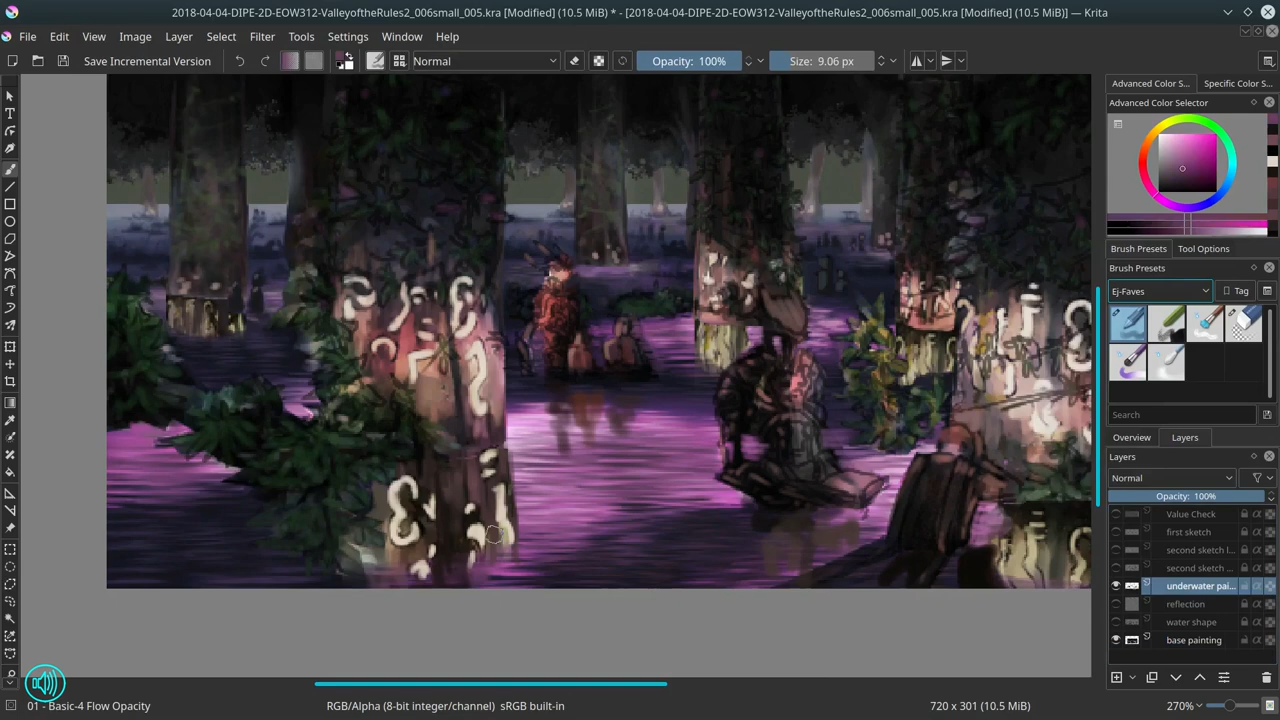 2018-04-04-DIPE-2D-EOW312-ValleyoftheRules2_006small_005.kra [Modified] (10.5 MiB) * - [2018-04-04-DIPE-2D-EOW312-ValleyoftheRules2_006small_005.kra [Modified] (10.5 MiB)] — Krita
File Edit View Image Layer Select Filter Tools Settings Window Help
Save Incremental Version Normal Opacity: 100% Size: 9.06 px
Advanced Color S... Specific Color S...
Advanced Color Selector
Brush Presets Tool Options
Brush Presets
Ej-Faves Tag
Search
Overview Layers
Layers
Normal
Opacity: 100%
Value Check
first sketch
second sketch l...
second sketch ...
underwater pai...
reflection
water shape
base painting
01 - Basic-4 Flow Opacity RGB/Alpha (8-bit integer/channel) sRGB built-in 720 x 301 (10.5 MiB) 270%